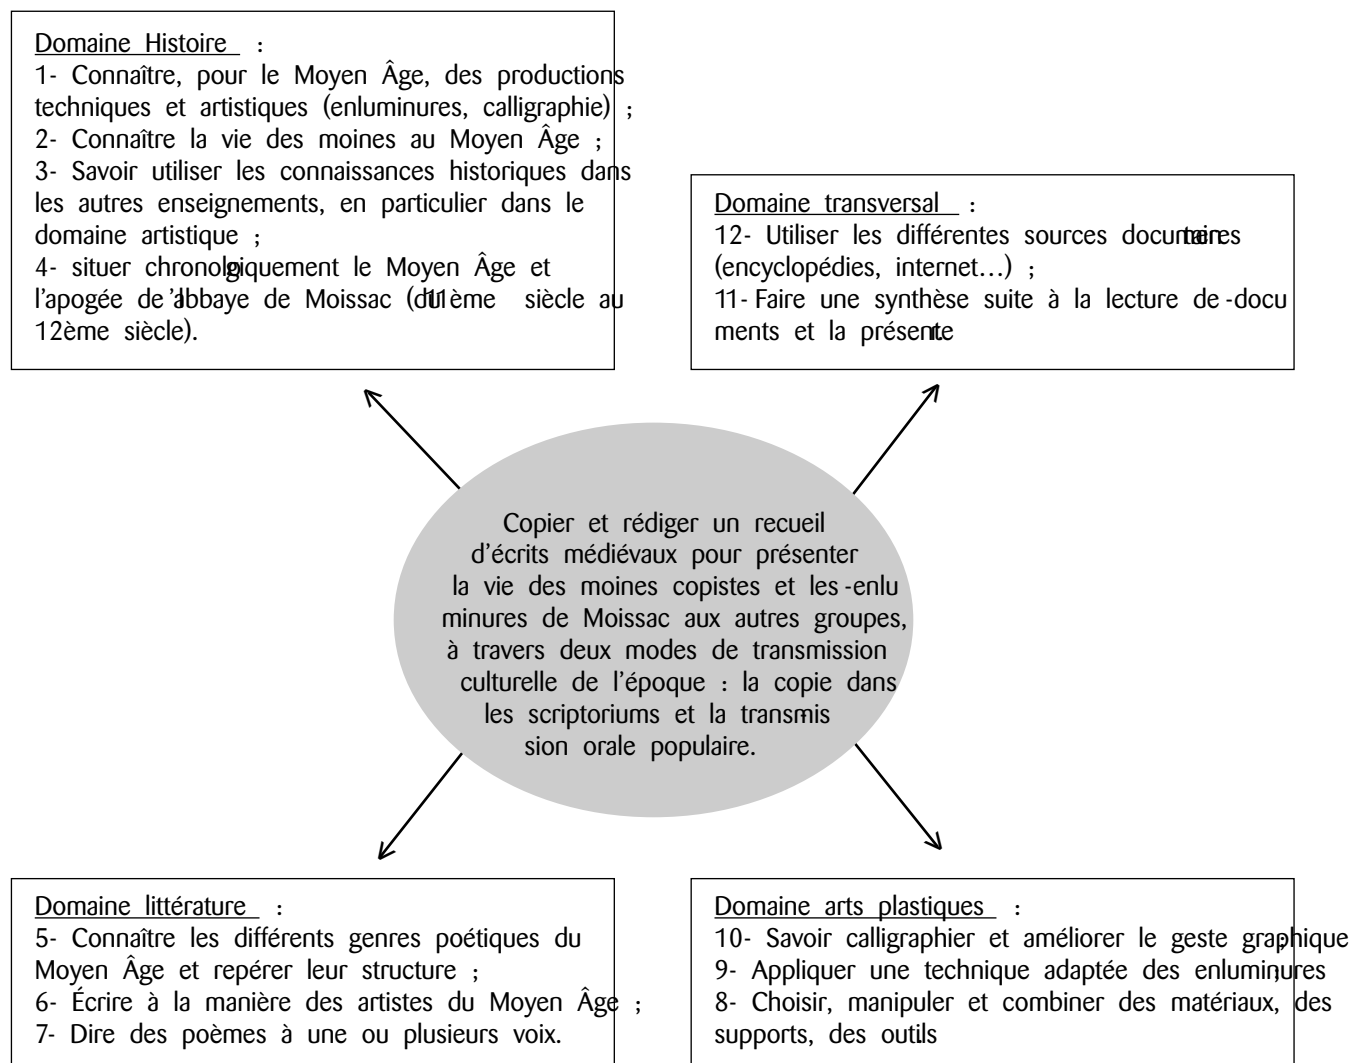 Domaine Histoire :
1- Connaître, pour le Moyen Âge, des productions
techniques et artistiques (enluminures, calligraphie) ;
2- Connaître la vie des moines au Moyen Âge ;
3- Savoir utiliser les connaissances historiques dans
les autres enseignements, en particulier dans le
domaine artistique ;
4- situer chronologiquement le Moyen Âge et
l'apogée de l'abbaye de Moissac (du 11ème siècle au
12ème siècle).
Domaine transversal :
12- Utiliser les différentes sources documentaires
(encyclopédies, internet...) ;
11- Faire une synthèse suite à la lecture de docu-
ments et la présenter.
Copier et rédiger un recueil
d'écrits médiévaux pour présenter
la vie des moines copistes et les enlu-
minures de Moissac aux autres groupes,
à travers deux modes de transmission
culturelle de l'époque : la copie dans
les scriptoriums et la transmis-
sion orale populaire.
Domaine littérature :
5- Connaître les différents genres poétiques du
Moyen Âge et repérer leur structure ;
6- Écrire à la manière des artistes du Moyen Âge ;
7- Dire des poèmes à une ou plusieurs voix.
Domaine arts plastiques :
10- Savoir calligraphier et améliorer le geste graphique ;
9- Appliquer une technique adaptée des enluminures ;
8- Choisir, manipuler et combiner des matériaux, des
supports, des outils.